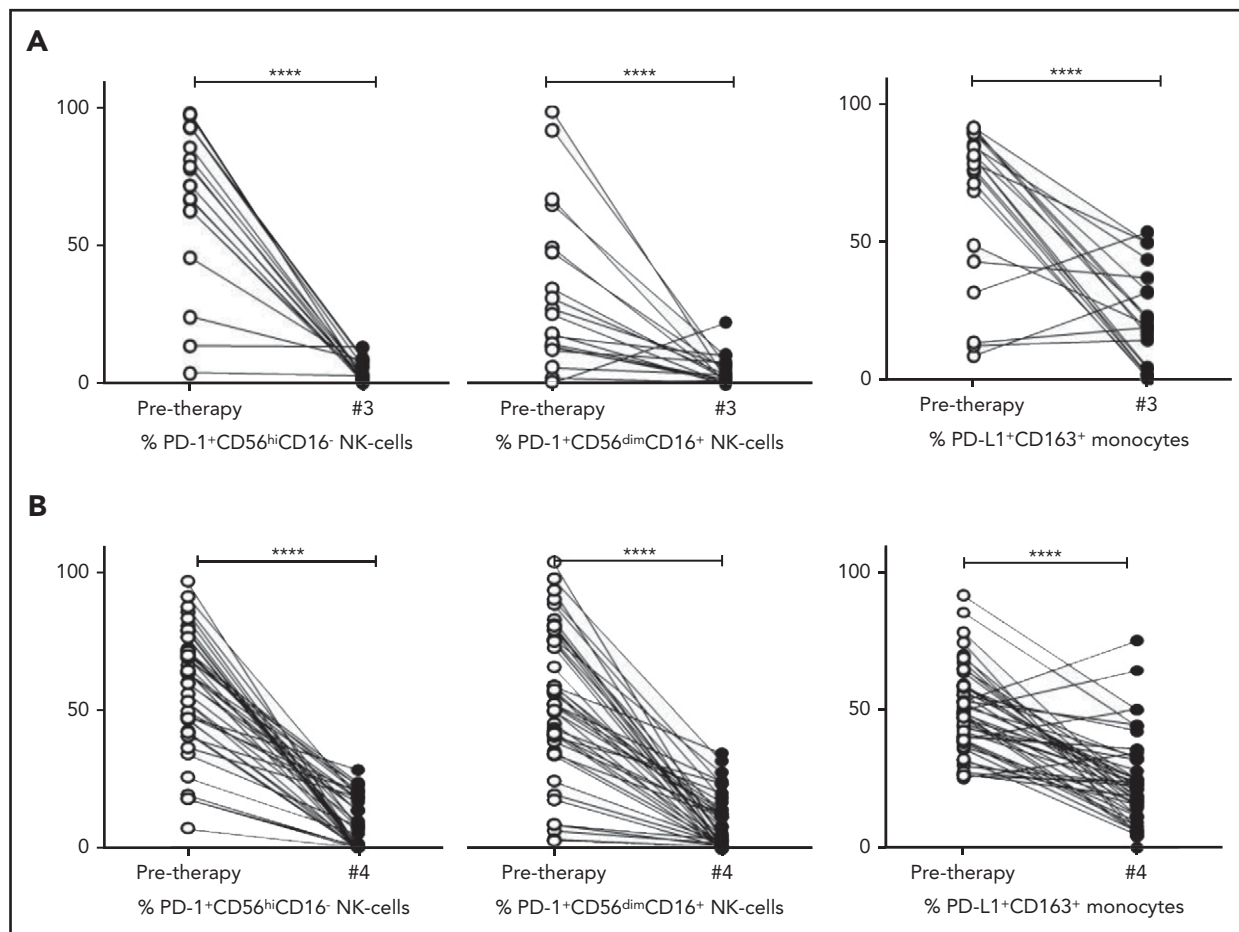 A
**** **** ****
100 100
50 50
0 0
Pre-therapy #3 Pre-therapy #3 Pre-therapy #3
% PD-1⁺CD56ʰⁱCD16⁻ NK-cells % PD-1⁺CD56ᵈⁱᵐCD16⁺ NK-cells % PD-L1⁺CD163⁺ monocytes
B
**** **** ****
100 100
50 50
0 0
Pre-therapy #4 Pre-therapy #4 Pre-therapy #4
% PD-1⁺CD56ʰⁱCD16⁻ NK-cells % PD-1⁺CD56ᵈⁱᵐCD16⁺ NK-cells % PD-L1⁺CD163⁺ monocytes